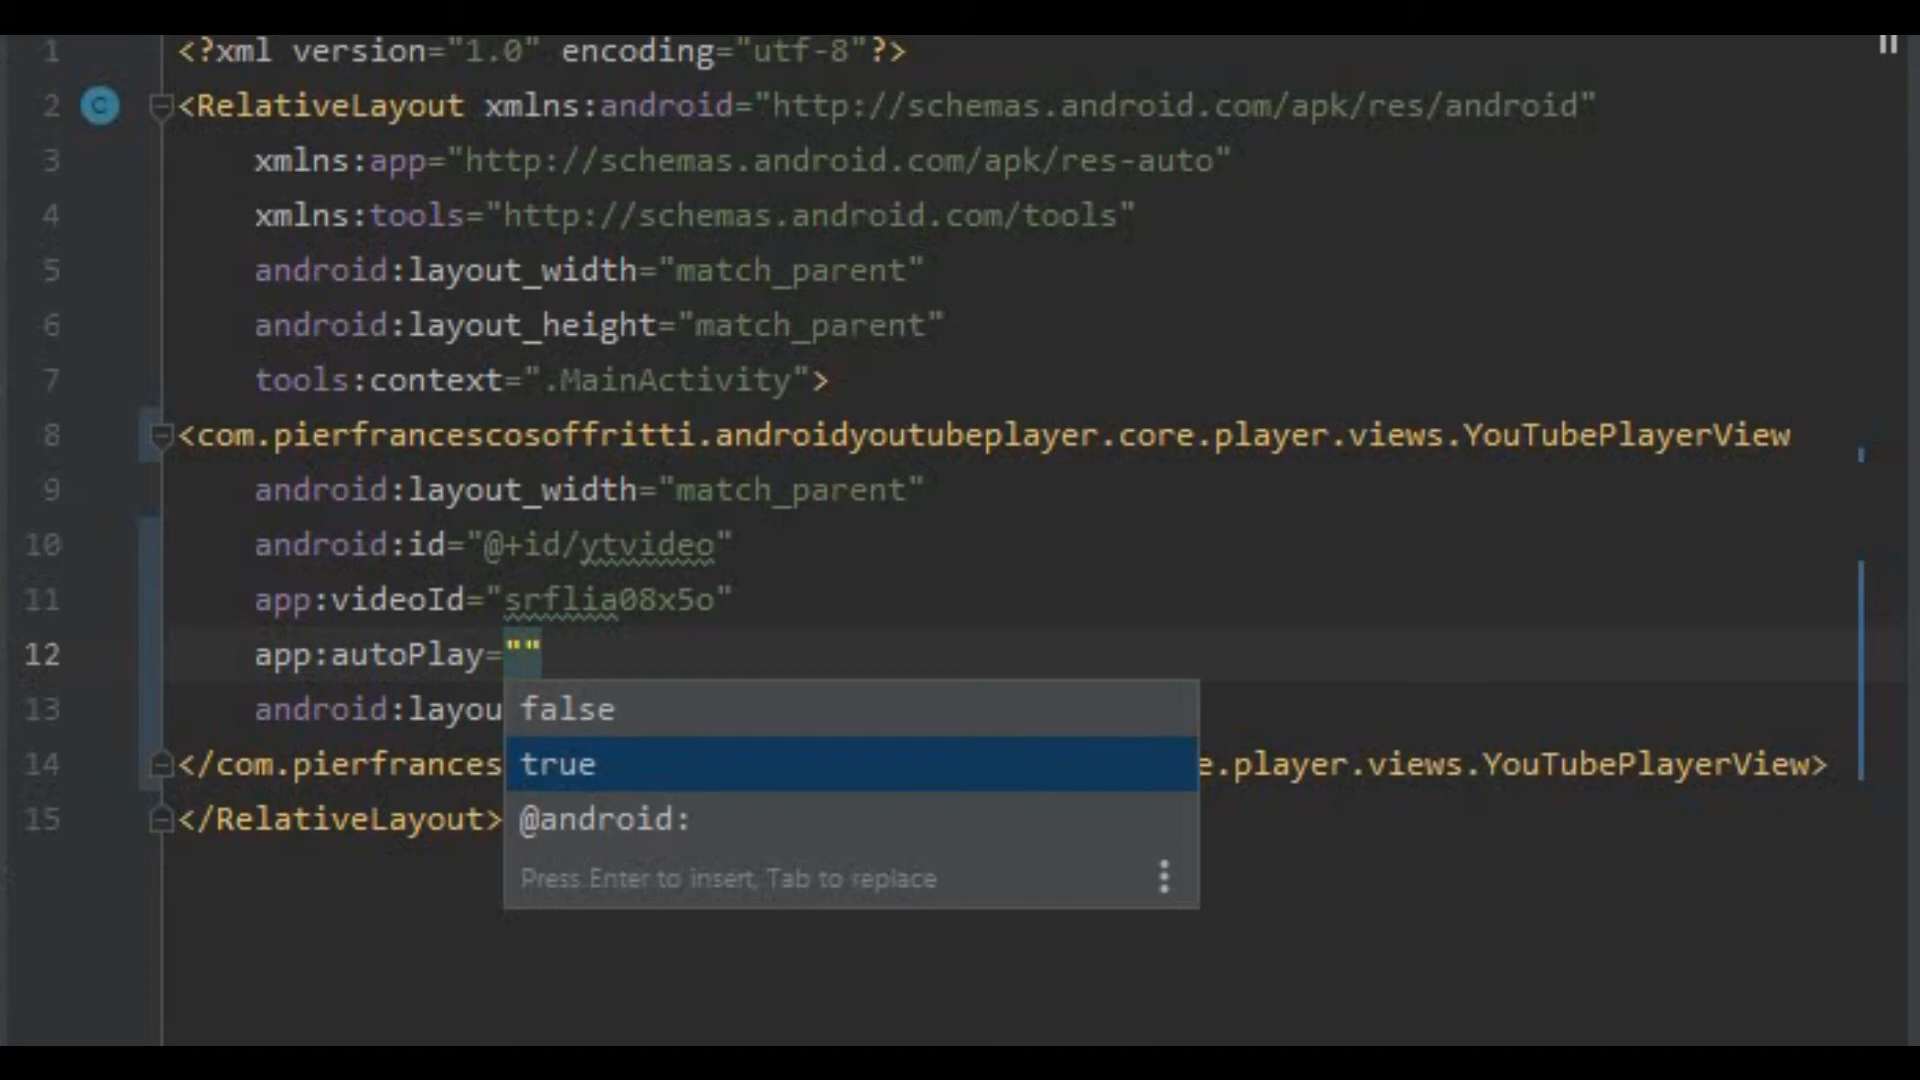 1 <?xml version="1.0" encoding="utf-8"?>
2 C <RelativeLayout xmlns:android="http://schemas.android.com/apk/res/android"
3 xmlns:app="http://schemas.android.com/apk/res-auto"
4 xmlns:tools="http://schemas.android.com/tools"
5 android:layout_width="match_parent"
6 android:layout_height="match_parent"
7 tools:context=".MainActivity">
8 <com.pierfrancescosoffritti.androidyoutubeplayer.core.player.views.YouTubePlayerView
9 android:layout_width="match_parent"
10 android:id="@+id/ytvideo"
11 app:videoId="srflia08x5o"
12 app:autoPlay=""
13 android:layou false
14 </com.pierfrances true e.player.views.YouTubePlayerView>
15 </RelativeLayout> @android:
Press Enter to insert, Tab to replace